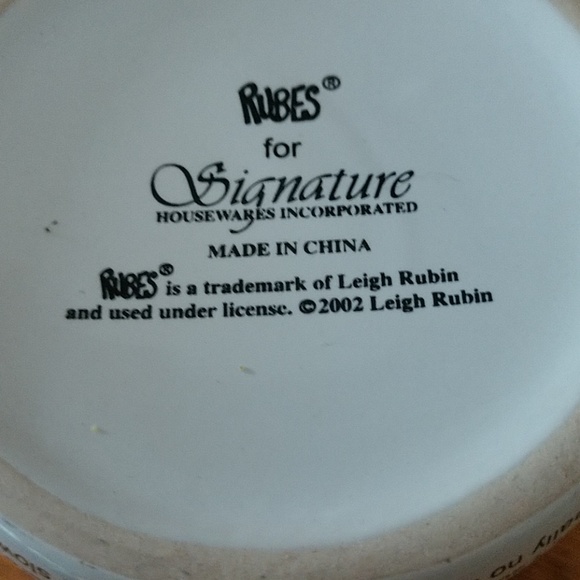 RUBES®
for
Signature
HOUSEWARES INCORPORATED
MADE IN CHINA
RUBES® is a trademark of Leigh Rubin
and used under license. ©2002 Leigh Rubin
no